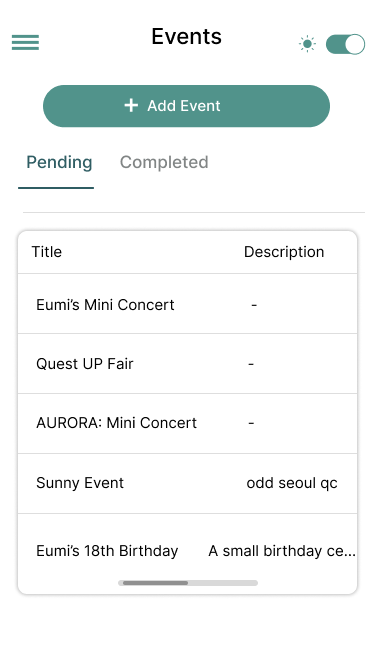 Events
+ Add Event
Pending Completed
Title Description
Eumi’s Mini Concert -
Quest UP Fair -
AURORA: Mini Concert -
Sunny Event odd seoul qc
Eumi’s 18th Birthday A small birthday ce...